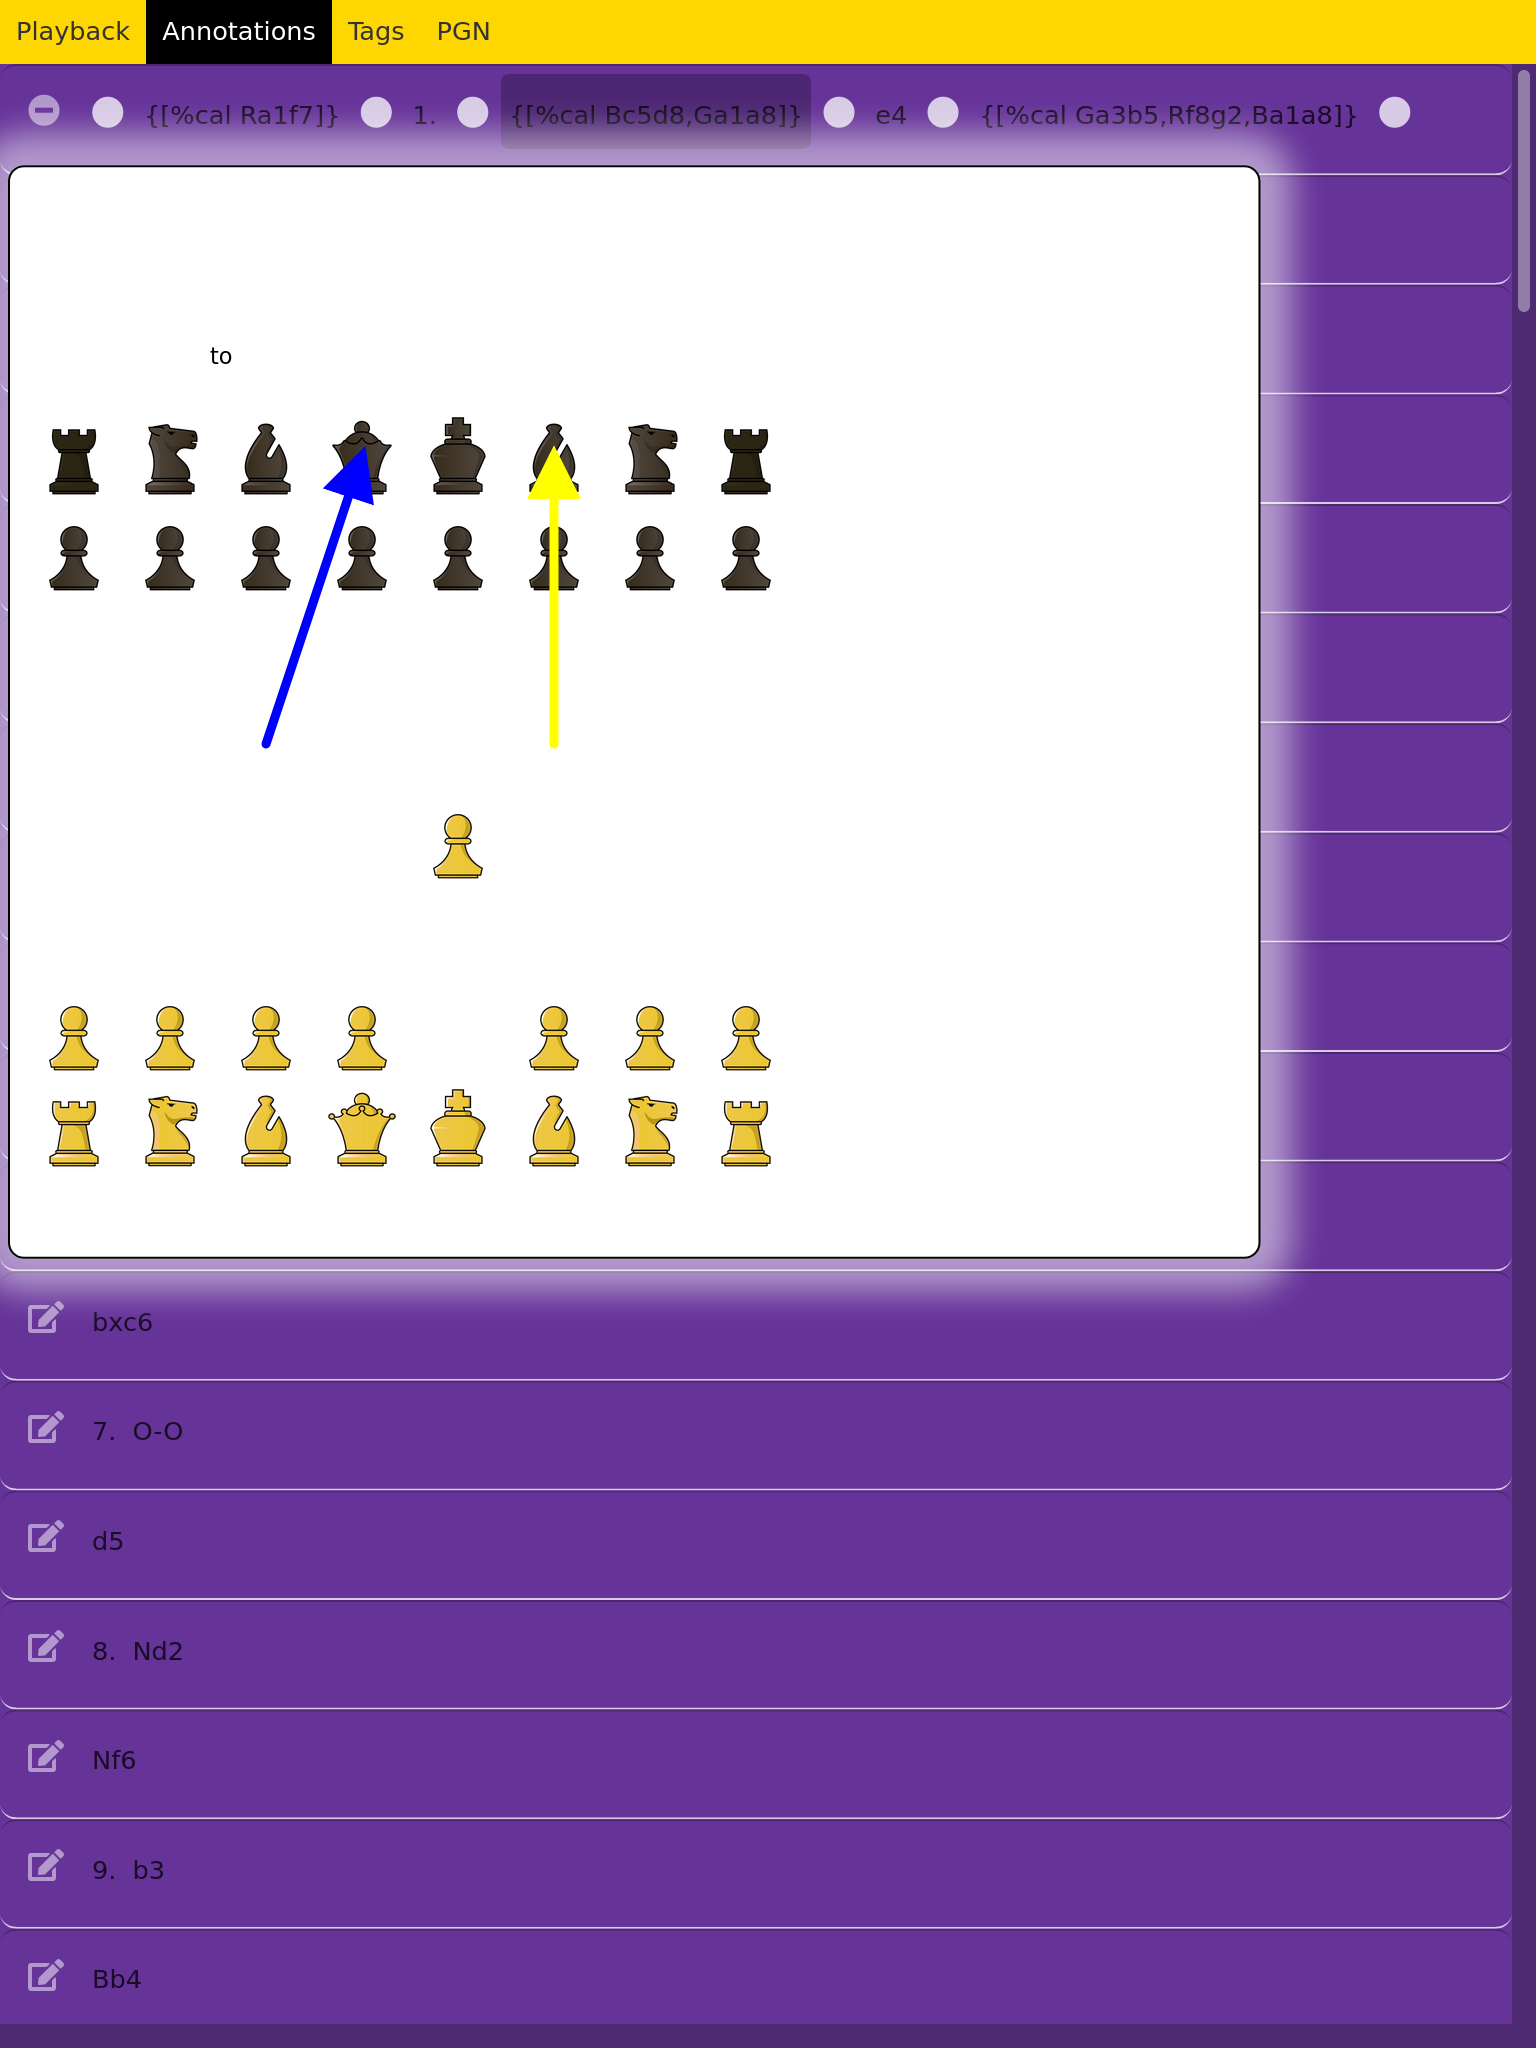 Playback Annotations Tags PGN
{[%cal Ra1f7]} 1. {[%cal Bc5d8,Ga1a8]} e4 {[%cal Ga3b5,Rf8g2,Ba1a8]}
to
bxc6
7. O-O
d5
8. Nd2
Nf6
9. b3
Bb4